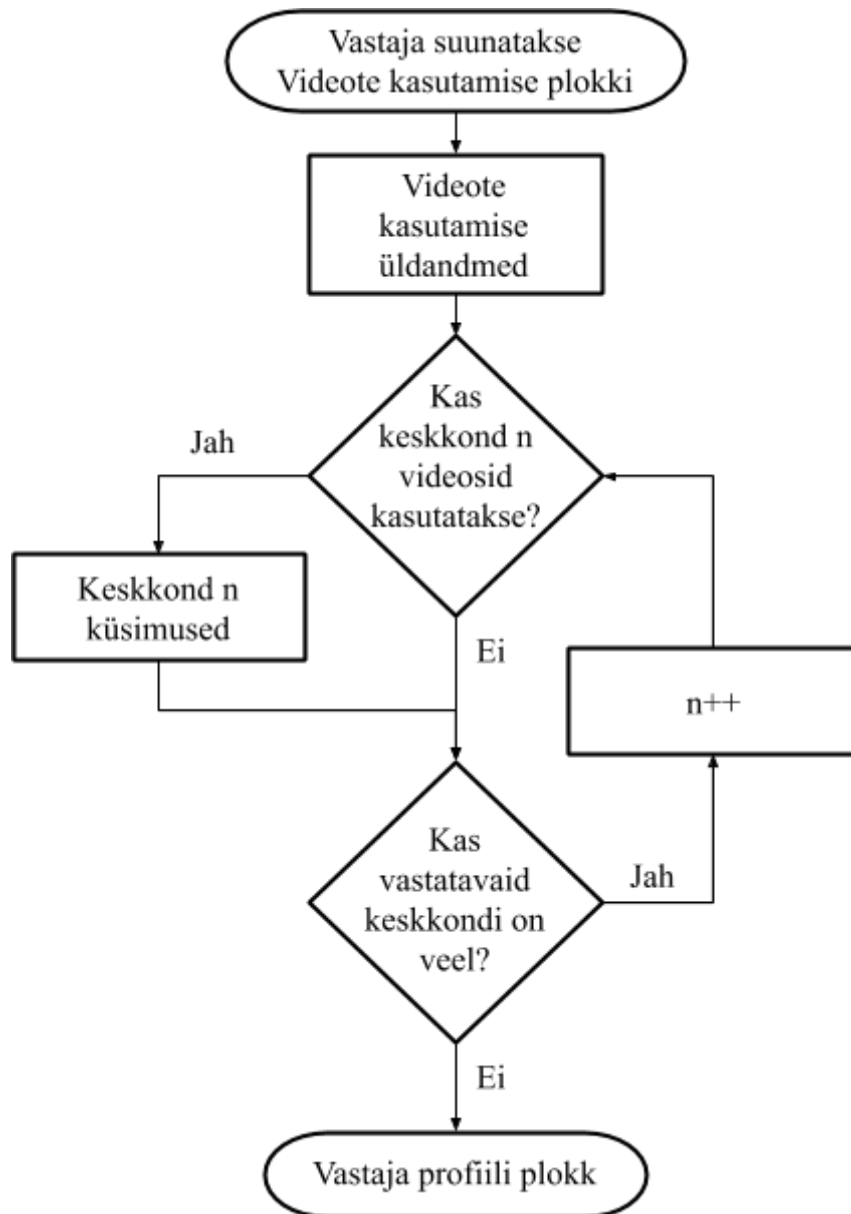 Vastaja suunatakse
Videote kasutamise plokki
Videote
kasutamise
üldandmed
Kas
keskkond n
videosid
kasutatakse?
Jah
Keskkond n
küsimused
Ei
n++
Kas
vastatavaid
keskkondi on
veel?
Jah
Ei
Vastaja profiili plokk